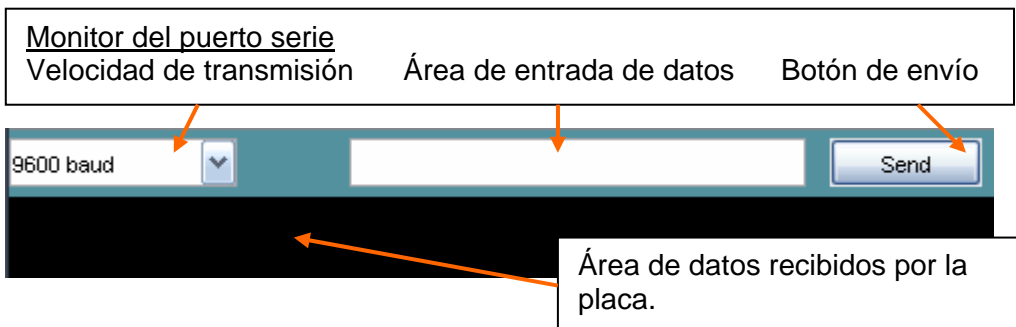 Monitor del puerto serie
Velocidad de transmisión Área de entrada de datos Botón de envío
9600 baud Send
Área de datos recibidos por la
placa.